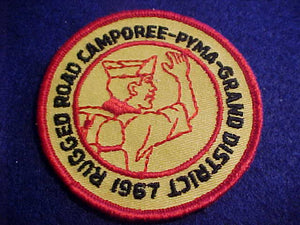 1967 RUGGED ROAD CAMPOREE-PYMA-GRAND DISTRICT